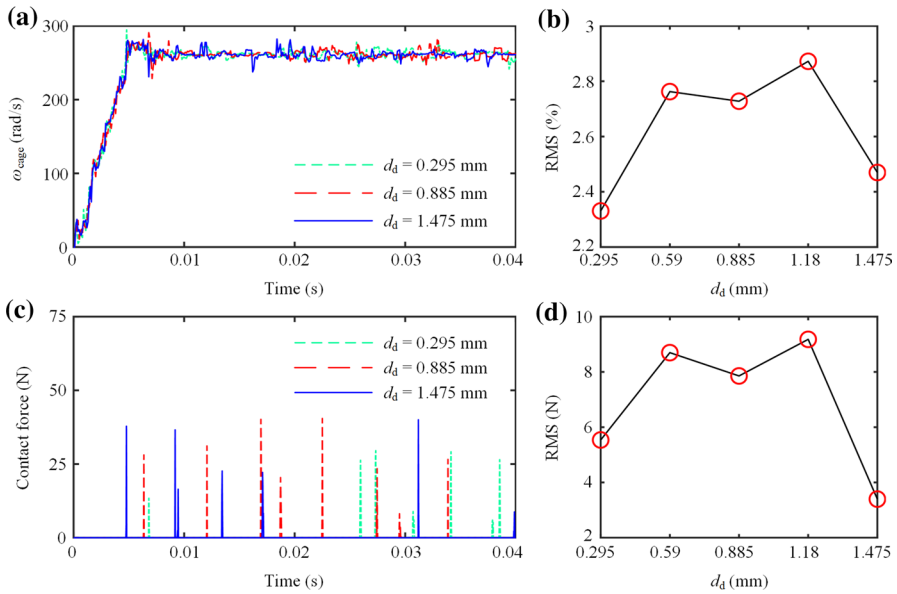 (a)
300
200
100
0
ω_cage (rad/s)
d_d = 0.295 mm
d_d = 0.885 mm
d_d = 1.475 mm
0 0.01 0.02 0.03 0.04
Time (s)
(b)
3
2.8
2.6
2.4
2.2
RMS (%)
0.295 0.59 0.885 1.18 1.475
d_d (mm)
(c)
75
50
25
0
Contact force (N)
d_d = 0.295 mm
d_d = 0.885 mm
d_d = 1.475 mm
0 0.01 0.02 0.03 0.04
Time (s)
(d)
10
8
6
4
2
RMS (N)
0.295 0.59 0.885 1.18 1.475
d_d (mm)